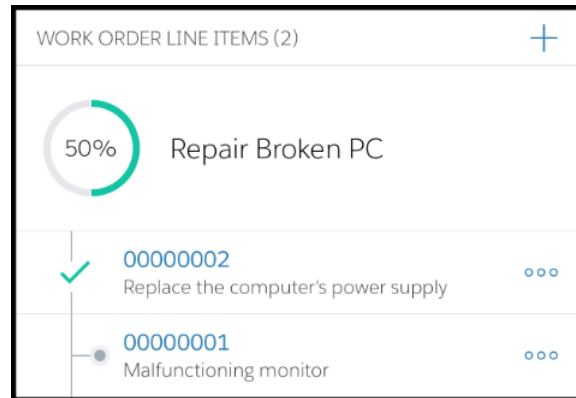 WORK ORDER LINE ITEMS (2)
50%
Repair Broken PC
00000002
Replace the computer's power supply
00000001
Malfunctioning monitor